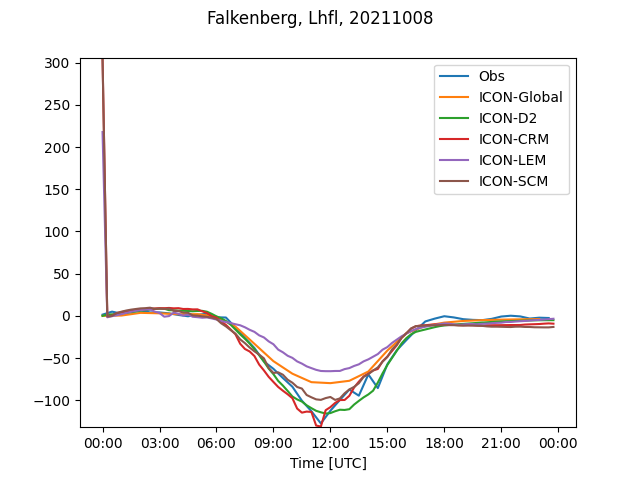 Falkenberg, Lhfl, 20211008
300
250
200
150
100
50
0
−50
−100
Obs
ICON-Global
ICON-D2
ICON-CRM
ICON-LEM
ICON-SCM
00:00 03:00 06:00 09:00 12:00 15:00 18:00 21:00 00:00
Time [UTC]